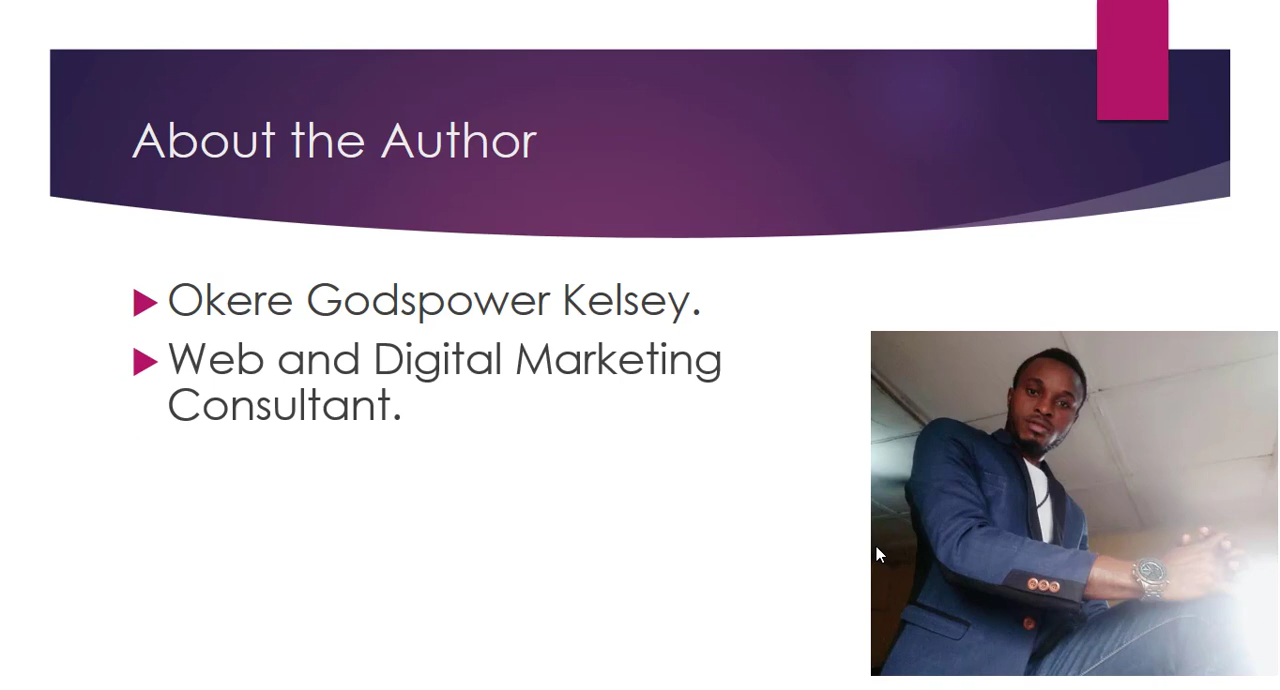 About the Author
Okere Godspower Kelsey.
Web and Digital Marketing
Consultant.